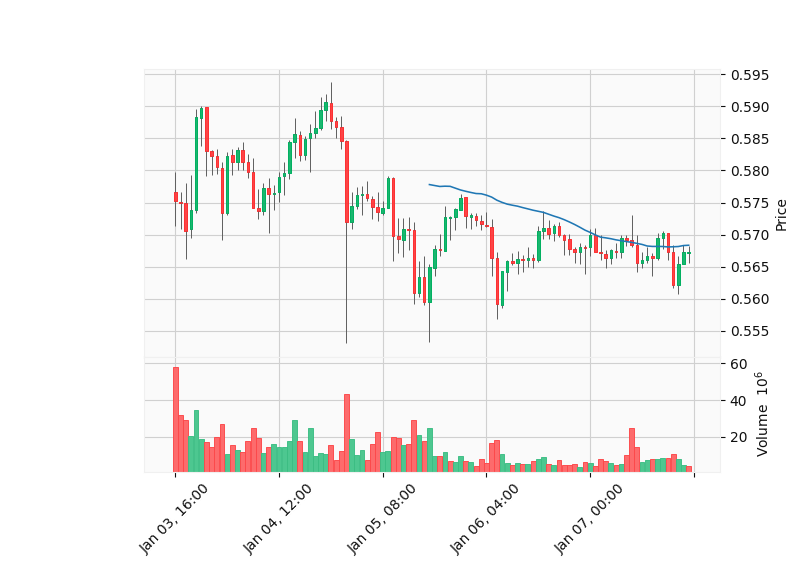 0.595
0.590
0.585
0.580
0.575
0.570
0.565
0.560
0.555
Price
60
40
20
Volume 10⁶
Jan 03, 16:00
Jan 04, 12:00
Jan 05, 08:00
Jan 06, 04:00
Jan 07, 00:00